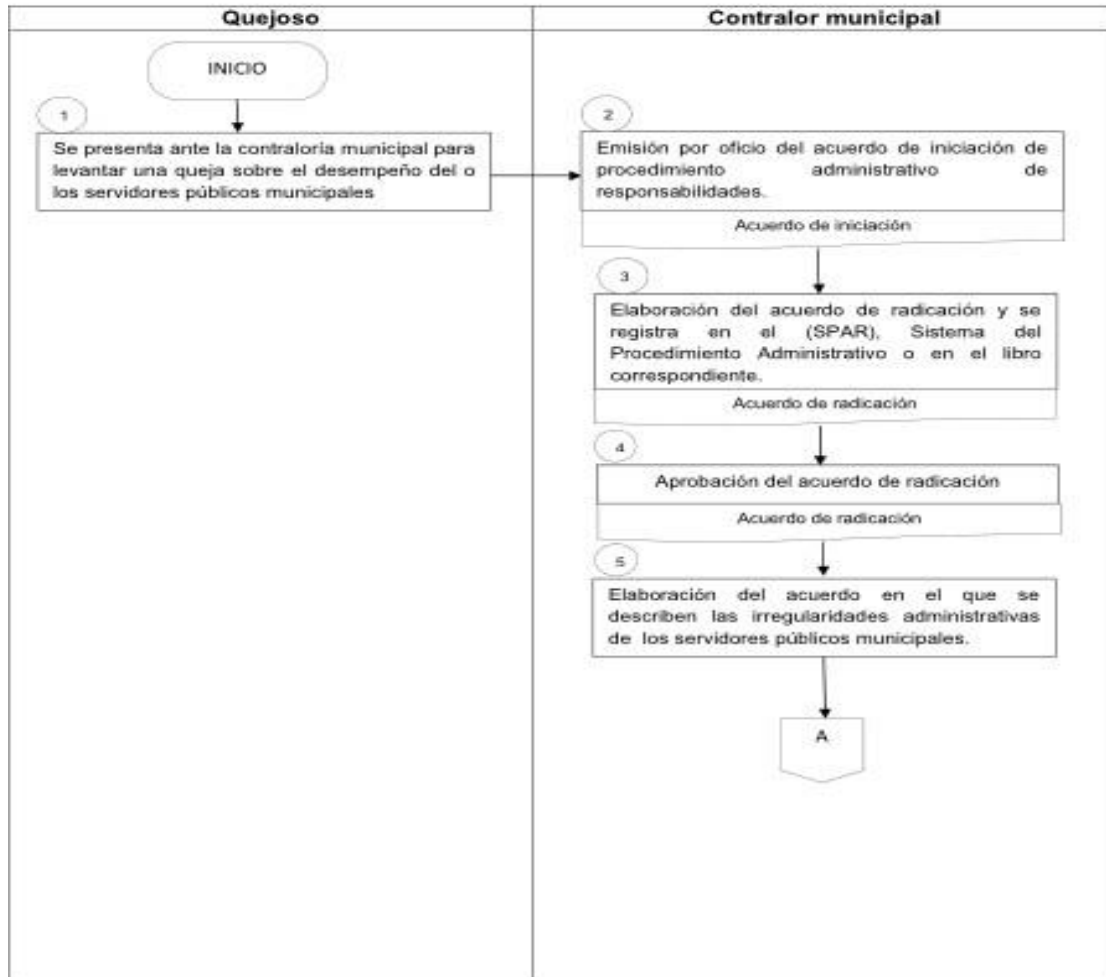 Quejoso
Contralor municipal
INICIO
1
Se presenta ante la contraloría municipal para
levantar una queja sobre el desempeño del o
los servidores públicos municipales
2
Emisión por oficio del acuerdo de iniciación de
procedimiento administrativo de
responsabilidades.
Acuerdo de iniciación
3
Elaboración del acuerdo de radicación y se
registra en el (SPAR), Sistema del
Procedimiento Administrativo o en el libro
correspondiente.
Acuerdo de radicación
4
Aprobación del acuerdo de radicación
Acuerdo de radicación
5
Elaboración del acuerdo en el que se
describen las irregularidades administrativas
de los servidores públicos municipales.
A